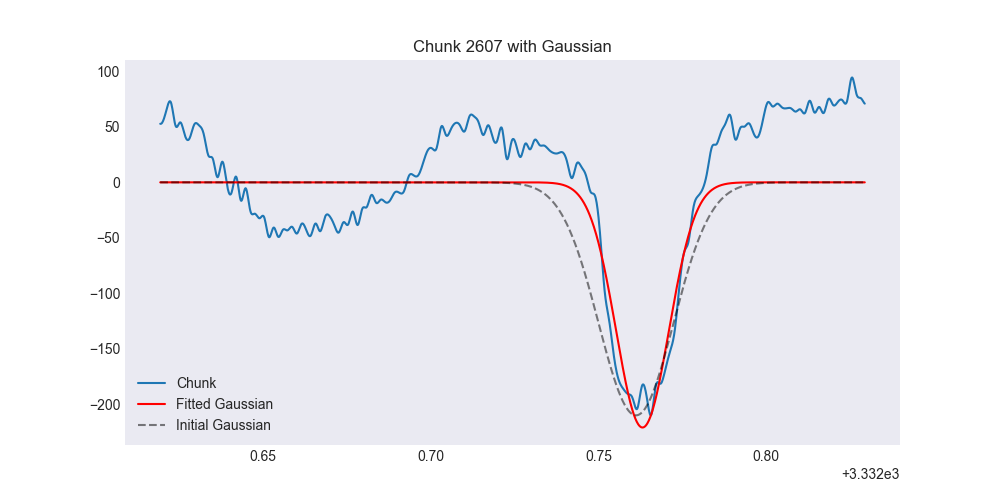 Chunk 2607 with Gaussian
100
50
0
−50
−100
−150
−200
Chunk
Fitted Gaussian
Initial Gaussian
0.65 0.70 0.75 0.80
+3.332e3